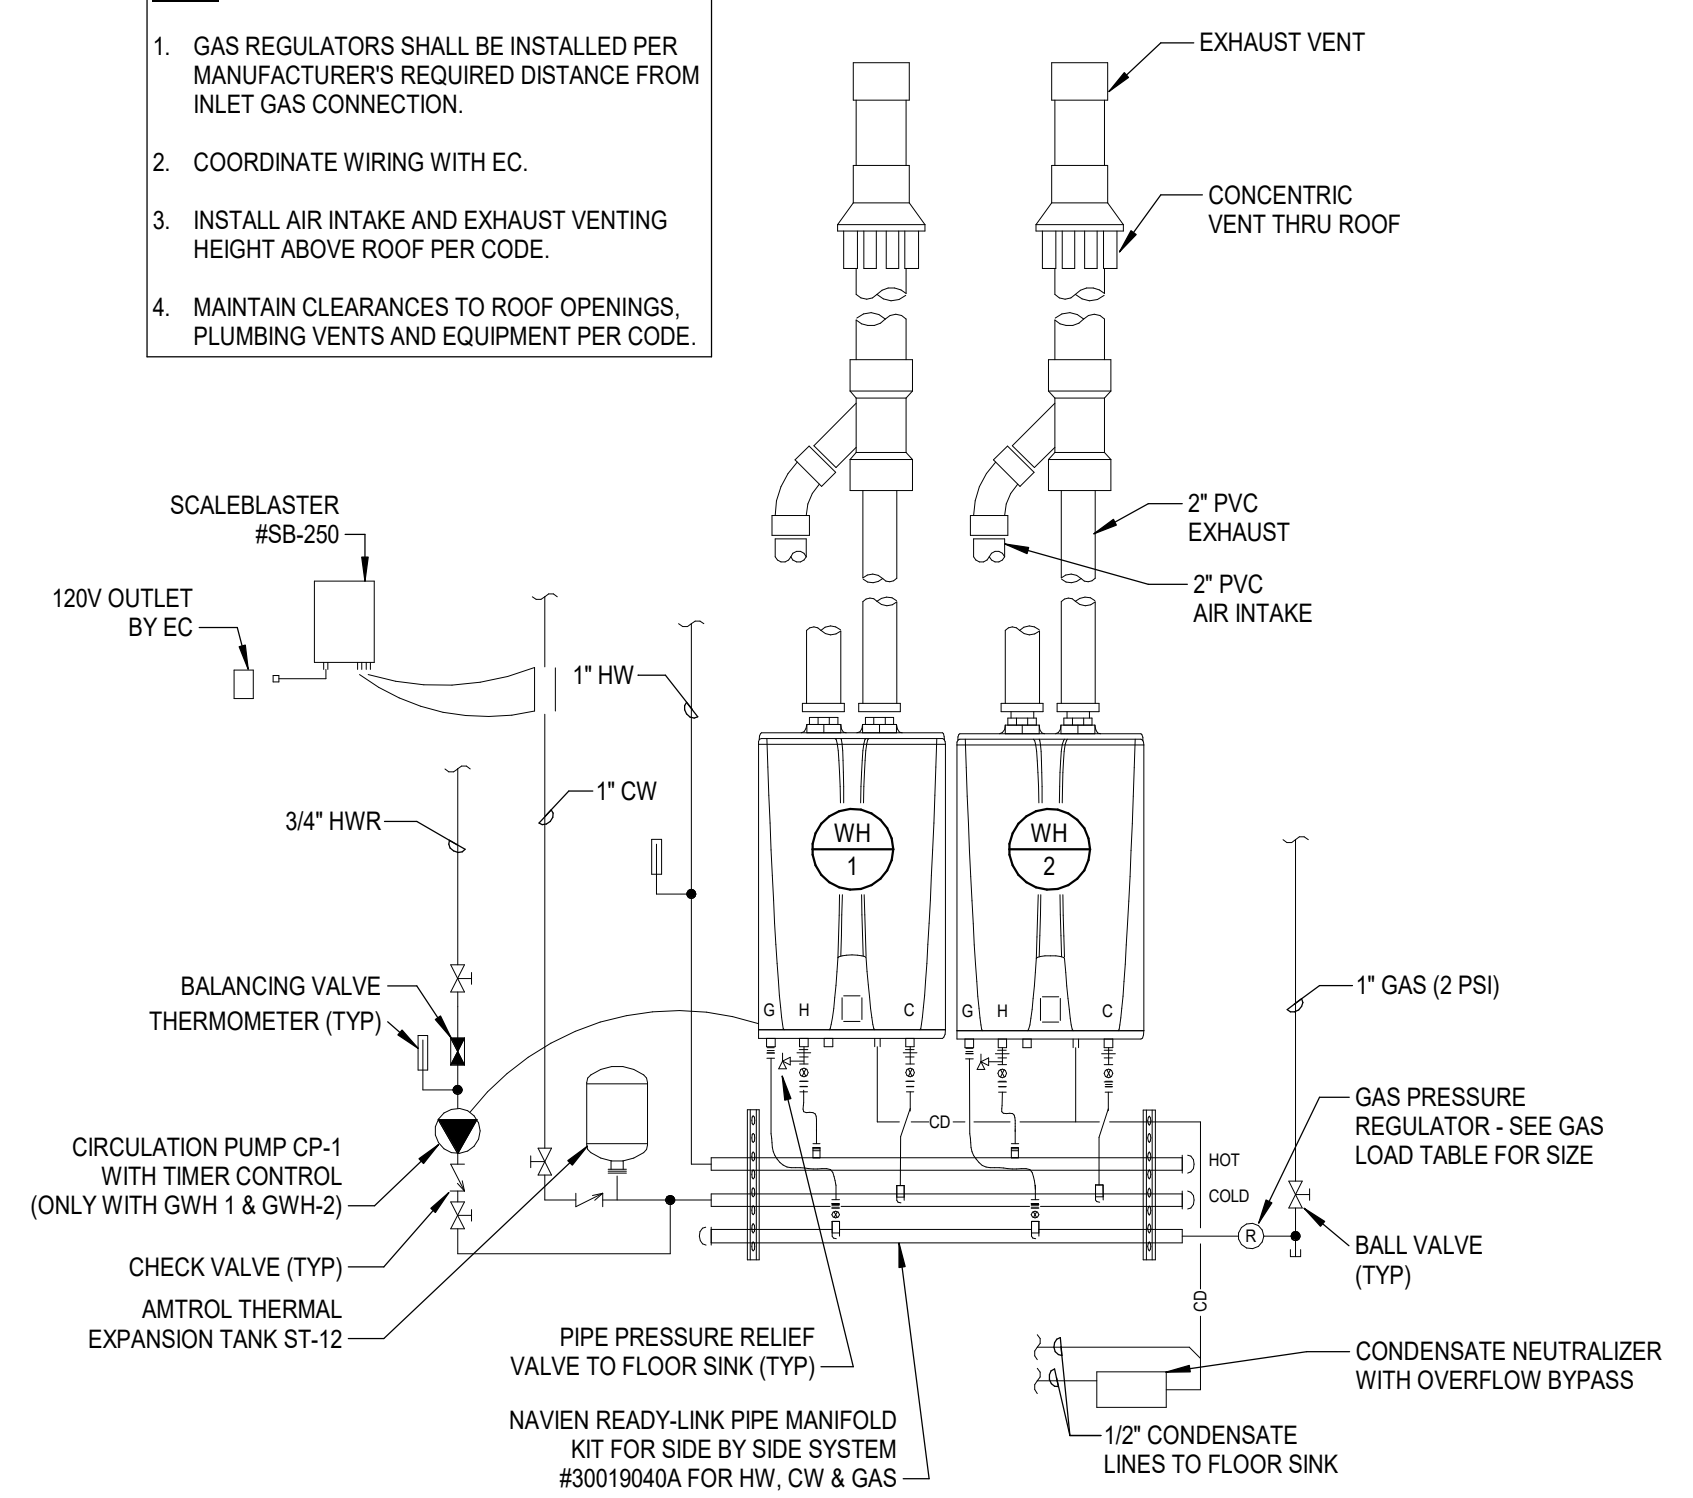 1. GAS REGULATORS SHALL BE INSTALLED PER
MANUFACTURER'S REQUIRED DISTANCE FROM
INLET GAS CONNECTION.
2. COORDINATE WIRING WITH EC.
3. INSTALL AIR INTAKE AND EXHAUST VENTING
HEIGHT ABOVE ROOF PER CODE.
4. MAINTAIN CLEARANCES TO ROOF OPENINGS,
PLUMBING VENTS AND EQUIPMENT PER CODE.
EXHAUST VENT
CONCENTRIC
VENT THRU ROOF
2" PVC
EXHAUST
2" PVC
AIR INTAKE
SCALEBLASTER
#SB-250
120V OUTLET
BY EC
1" HW
1" CW
3/4" HWR
WH
1
WH
2
G H C
G H C
BALANCING VALVE
THERMOMETER (TYP)
1" GAS (2 PSI)
CIRCULATION PUMP CP-1
WITH TIMER CONTROL
(ONLY WITH GWH 1 & GWH-2)
CD
HOT
COLD
GAS PRESSURE
REGULATOR - SEE GAS
LOAD TABLE FOR SIZE
R
CHECK VALVE (TYP)
BALL VALVE
(TYP)
AMTROL THERMAL
EXPANSION TANK ST-12
CD
PIPE PRESSURE RELIEF
VALVE TO FLOOR SINK (TYP)
CONDENSATE NEUTRALIZER
WITH OVERFLOW BYPASS
NAVIEN READY-LINK PIPE MANIFOLD
KIT FOR SIDE BY SIDE SYSTEM
#30019040A FOR HW, CW & GAS
1/2" CONDENSATE
LINES TO FLOOR SINK